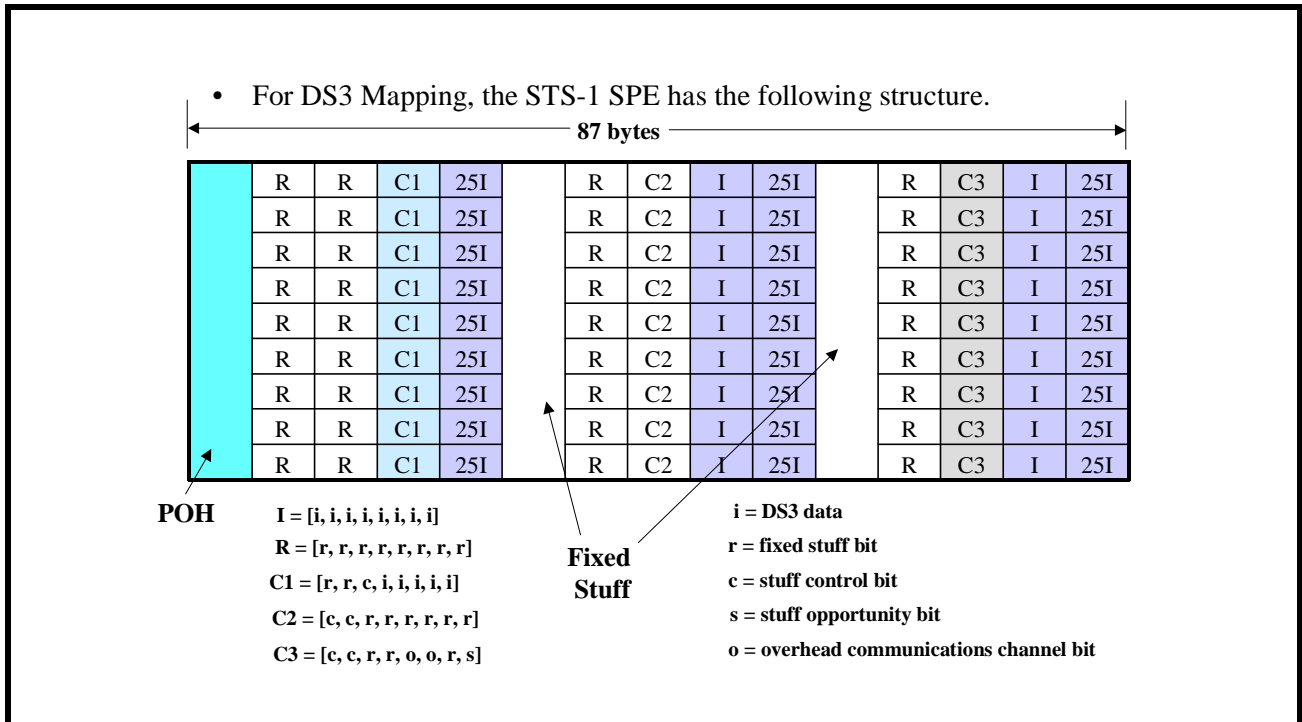 • For DS3 Mapping, the STS-1 SPE has the following structure.
87 bytes
R R C1 25I R C2 I 25I R C3 I 25I
R R C1 25I R C2 I 25I R C3 I 25I
R R C1 25I R C2 I 25I R C3 I 25I
R R C1 25I R C2 I 25I R C3 I 25I
R R C1 25I R C2 I 25I R C3 I 25I
R R C1 25I R C2 I 25I R C3 I 25I
R R C1 25I R C2 I 25I R C3 I 25I
R R C1 25I R C2 I 25I R C3 I 25I
R R C1 25I R C2 I 25I R C3 I 25I
POH
I = [i, i, i, i, i, i, i, i]
R = [r, r, r, r, r, r, r, r]
C1 = [r, r, c, i, i, i, i, i]
C2 = [c, c, r, r, r, r, r, r]
C3 = [c, c, r, r, o, o, r, s]
Fixed
Stuff
i = DS3 data
r = fixed stuff bit
c = stuff control bit
s = stuff opportunity bit
o = overhead communications channel bit